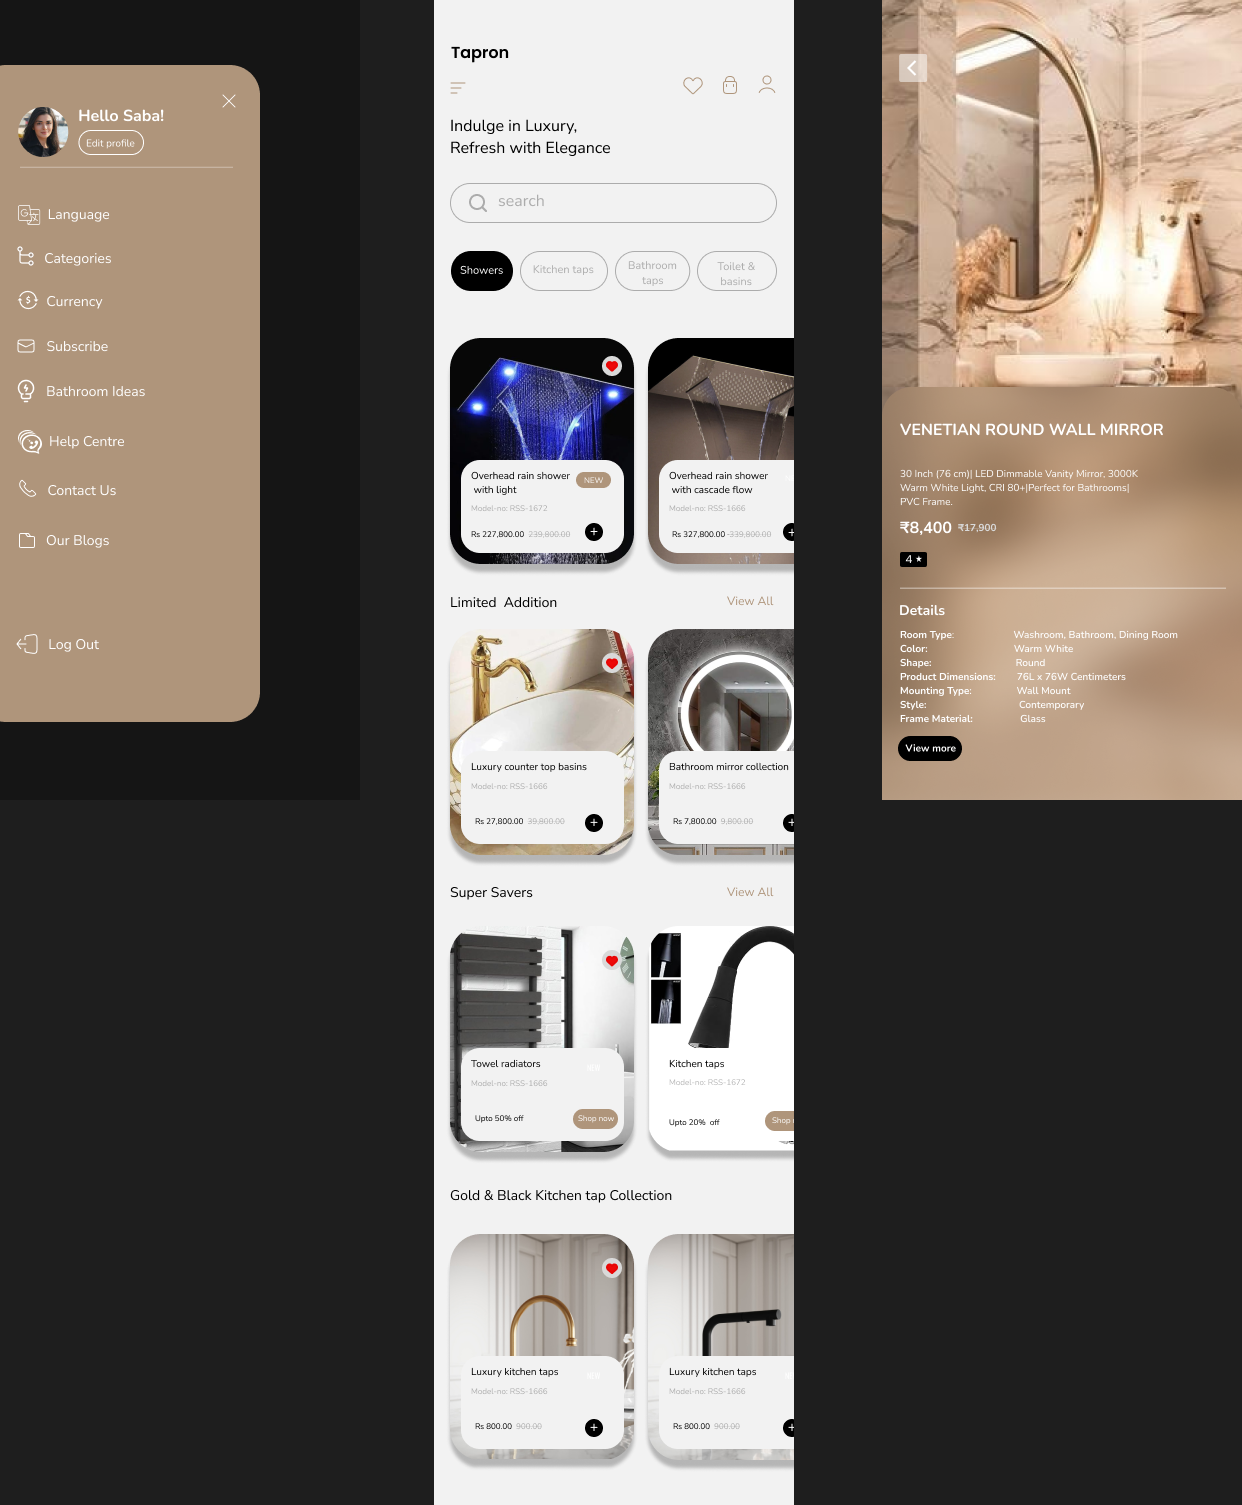 Hello Saba!
Edit profile
Language
Categories
Currency
Subscribe
Bathroom Ideas
Help Centre
Contact Us
Our Blogs
Log Out
Tapron
Indulge in Luxury,
Refresh with Elegance
search
Showers
Kitchen taps
Bathroom
taps
Toilet &
basins
Overhead rain shower
with light
NEW
Model-no: RSS-1672
Rs 227,800.00 239,800.00
+
Overhead rain shower
with cascade flow
Model-no: RSS-1666
Rs 327,800.00 339,800.00
+
Limited Addition
View All
Luxury counter top basins
Model-no: RSS-1666
Rs 27,800.00 39,800.00
+
Bathroom mirror collection
Model-no: RSS-1666
Rs 7,800.00 9,800.00
+
Super Savers
View All
Towel radiators
Model-no: RSS-1666
Upto 50% off
Shop now
Kitchen taps
Model-no: RSS-1672
Upto 20% off
Shop
Gold & Black Kitchen tap Collection
Luxury kitchen taps
Model-no: RSS-1666
Rs 800.00 900.00
+
Luxury kitchen taps
Model-no: RSS-1666
Rs 800.00 900.00
+
VENETIAN ROUND WALL MIRROR
30 Inch (76 cm)| LED Dimmable Vanity Mirror, 3000K
Warm White Light, CRI 80+|Perfect for Bathrooms|
PVC Frame.
₹8,400 ₹17,900
4 ★
Details
Room Type: Washroom, Bathroom, Dining Room
Color: Warm White
Shape: Round
Product Dimensions: 76L x 76W Centimeters
Mounting Type: Wall Mount
Style: Contemporary
Frame Material: Glass
View more